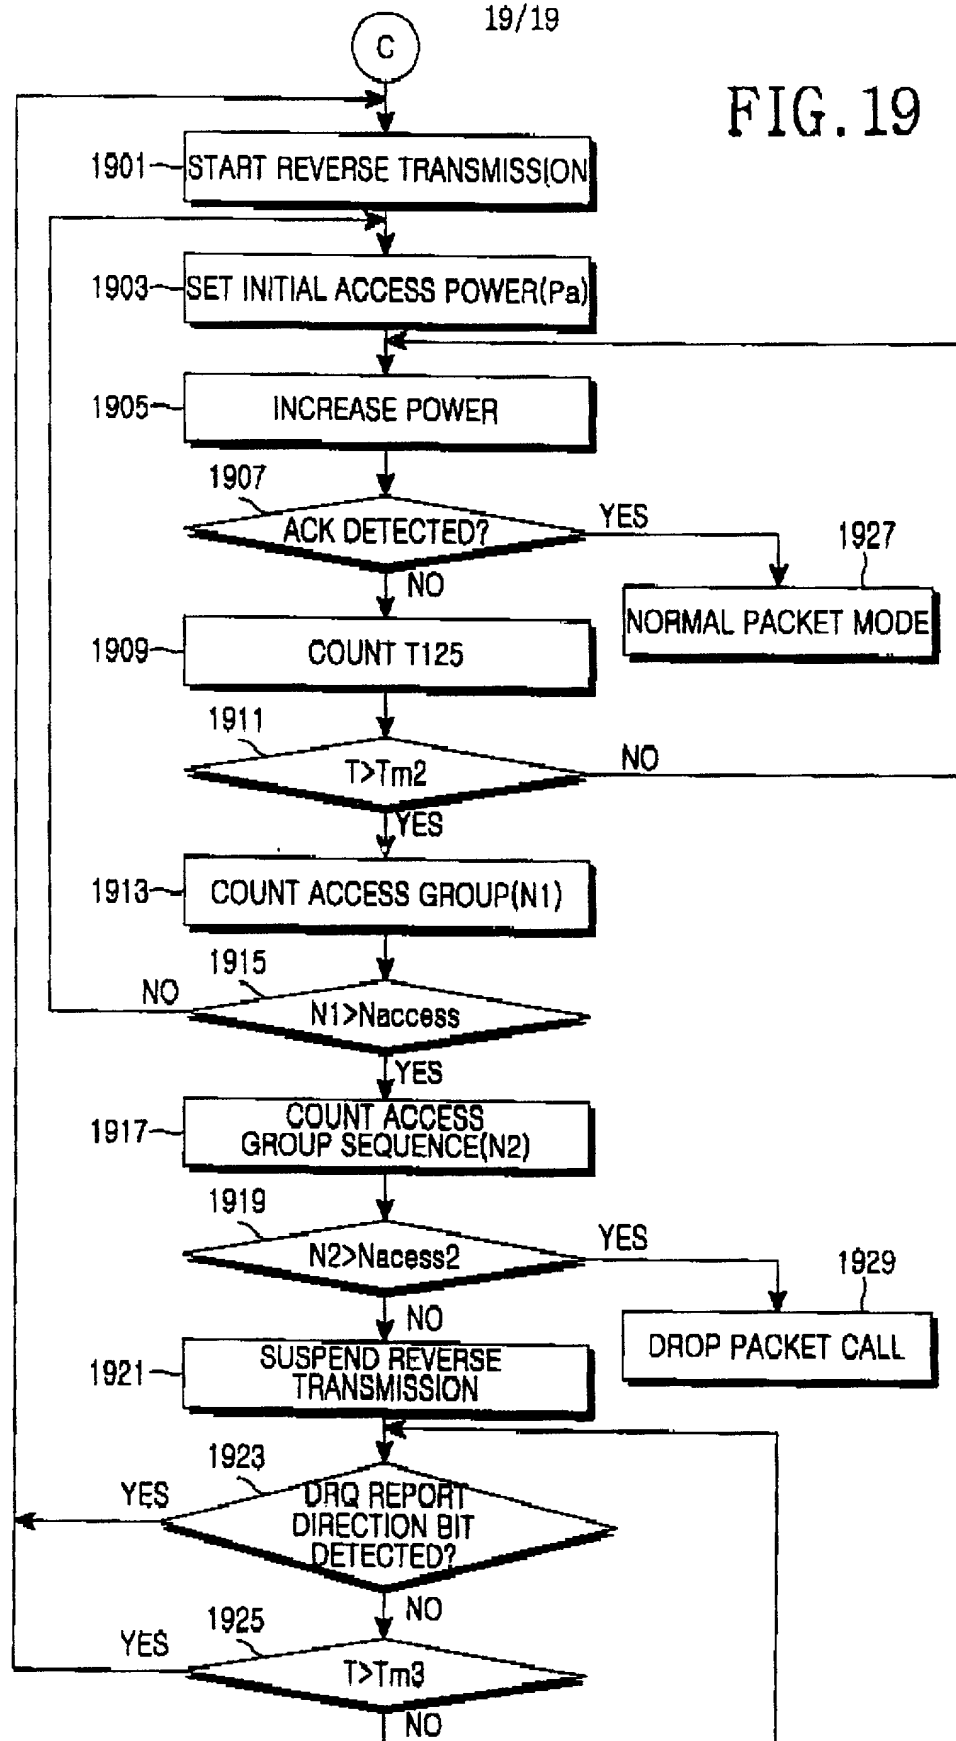 19/19
C
FIG.19
1901
START REVERSE TRANSMISSION
1903
SET INITIAL ACCESS POWER(Pa)
1905
INCREASE POWER
1907
ACK DETECTED?
YES
NO
1927
NORMAL PACKET MODE
1909
COUNT T125
1911
T>Tm2
NO
YES
1913
COUNT ACCESS GROUP(N1)
1915
NO
N1>Naccess
YES
1917
COUNT ACCESS
GROUP SEQUENCE(N2)
1919
N2>Nacess2
YES
NO
1929
DROP PACKET CALL
1921
SUSPEND REVERSE
TRANSMISSION
1923
YES
DRQ REPORT
DIRECTION BIT
DETECTED?
NO
1925
YES
T>Tm3
NO